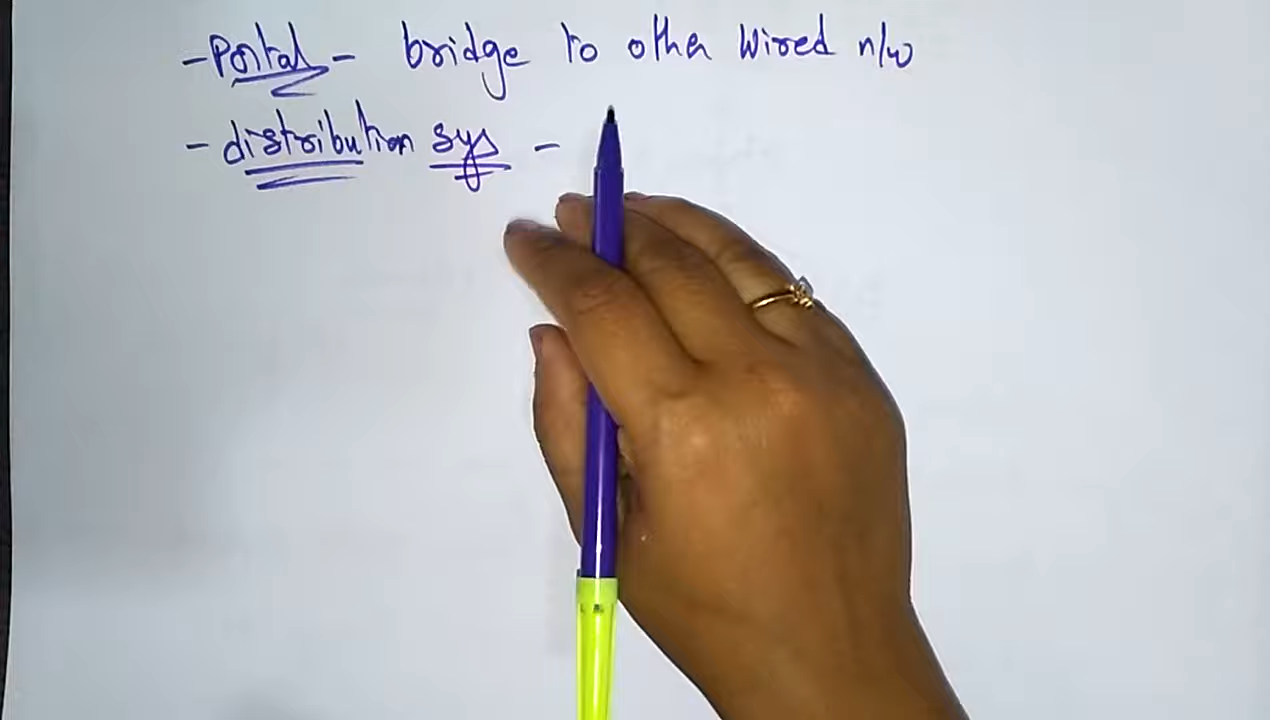 - Portal - bridge to other wired n/w
- distribution sys -